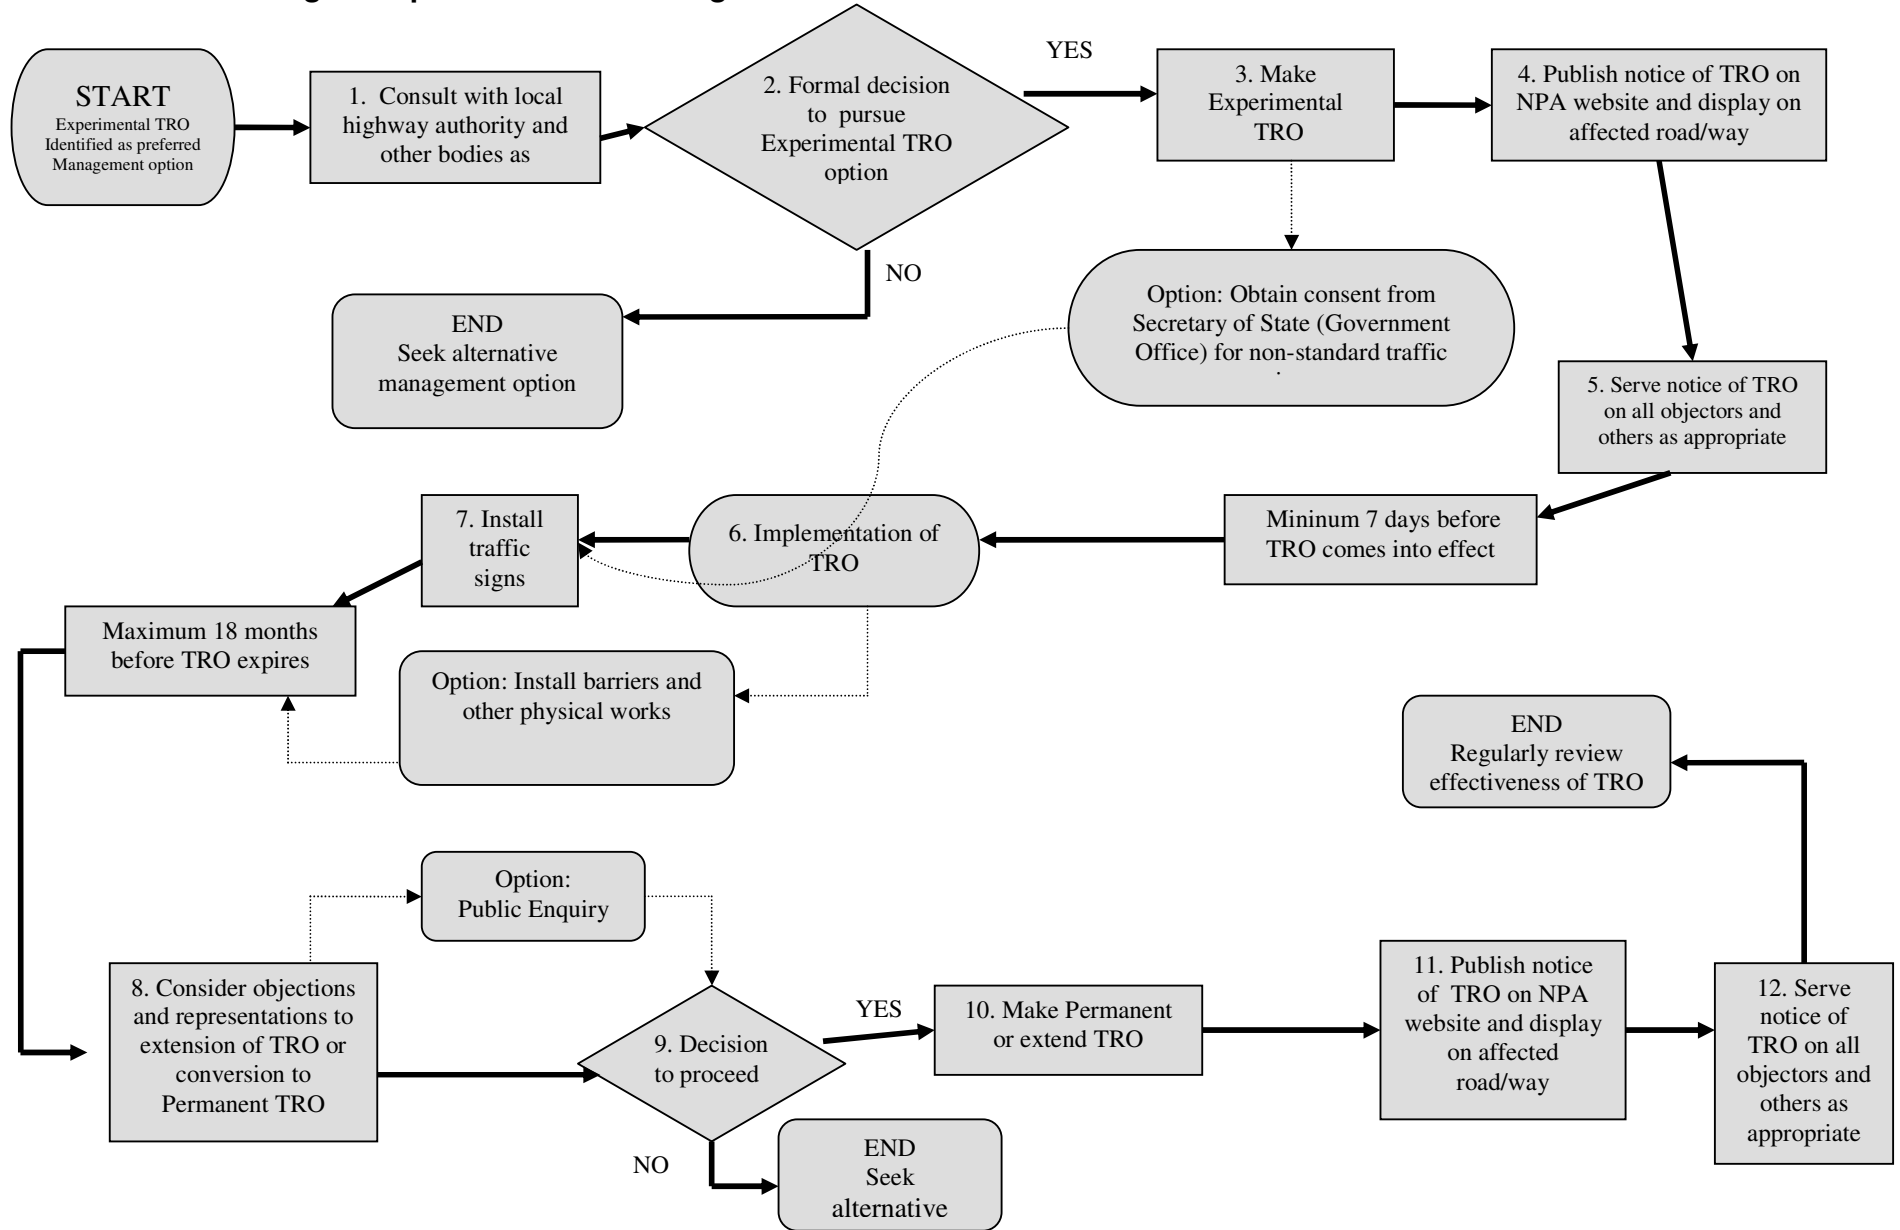 START
Experimental TRO
Identified as preferred
Management option
1. Consult with local
highway authority and
other bodies as
2. Formal decision
to pursue
Experimental TRO
option
YES
3. Make
Experimental
TRO
4. Publish notice of TRO on
NPA website and display on
affected road/way
NO
END
Seek alternative
management option
Option: Obtain consent from
Secretary of State (Government
Office) for non-standard traffic
5. Serve notice of TRO
on all objectors and
others as appropriate
Mininum 7 days before
TRO comes into effect
6. Implementation of
TRO
7. Install
traffic
signs
Maximum 18 months
before TRO expires
Option: Install barriers and
other physical works
END
Regularly review
effectiveness of TRO
Option:
Public Enquiry
8. Consider objections
and representations to
extension of TRO or
conversion to
Permanent TRO
9. Decision
to proceed
YES
10. Make Permanent
or extend TRO
11. Publish notice
of TRO on NPA
website and display
on affected
road/way
12. Serve
notice of
TRO on all
objectors and
others as
appropriate
NO
END
Seek
alternative